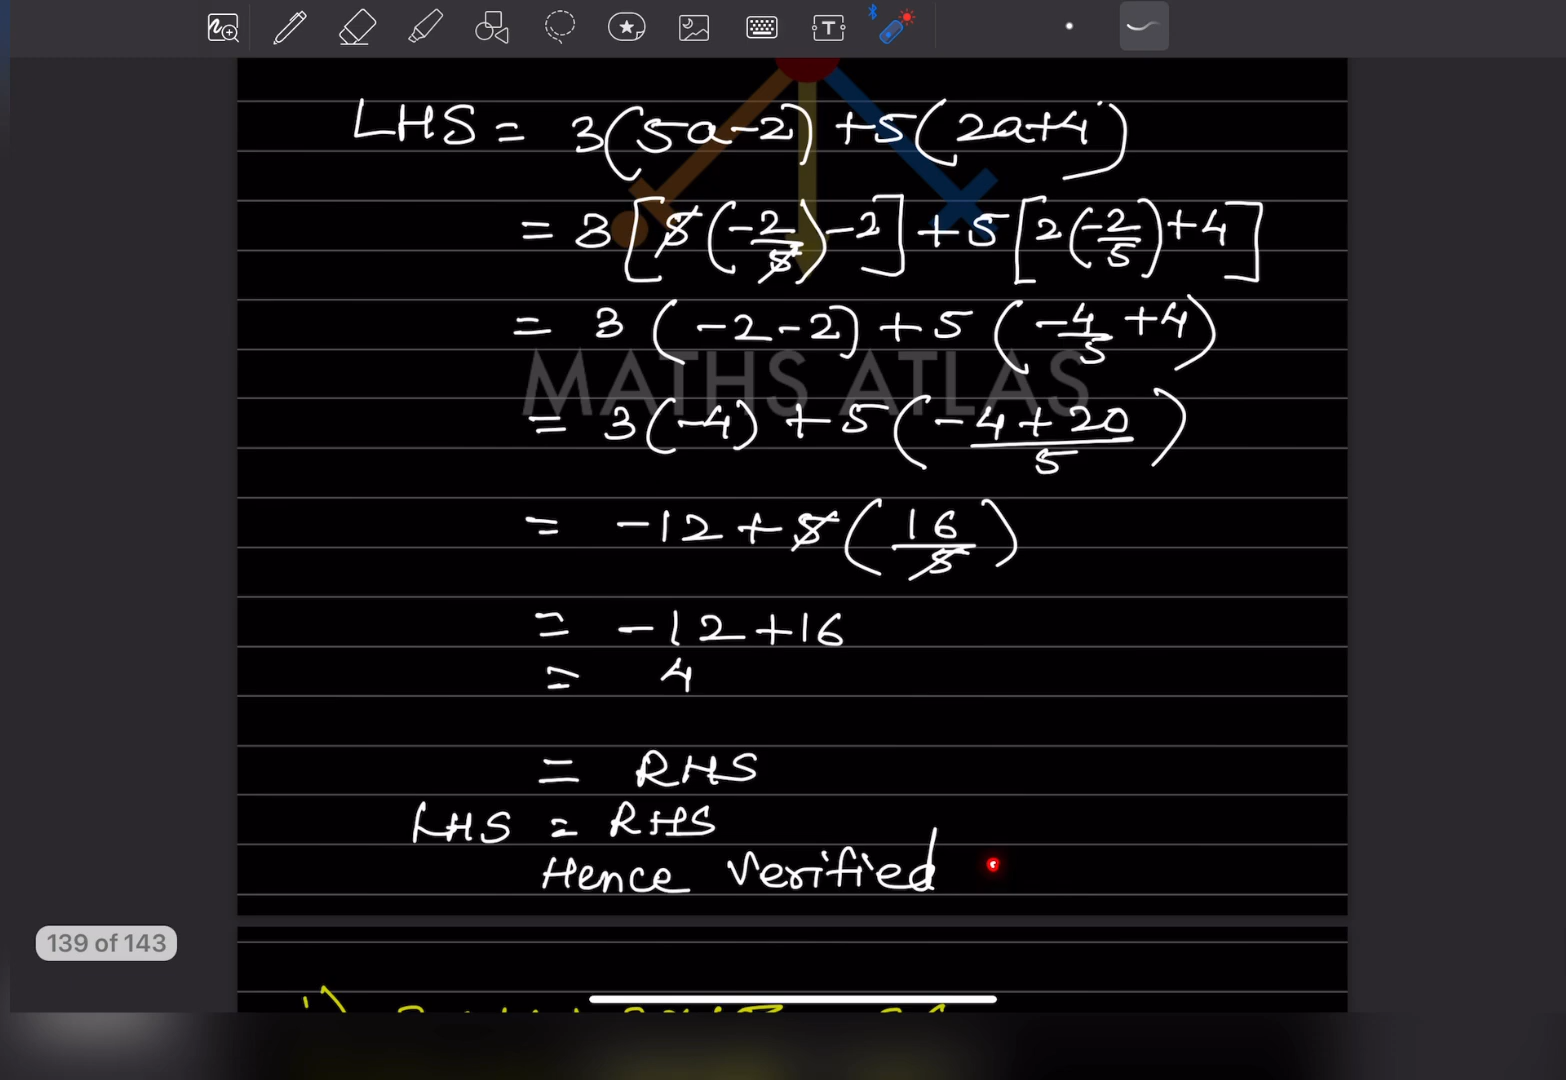 T
LHS = 3(5a-2) +5(2a+4)
= 3[5(-2/5)-2] +5[2(-2/5)+4]
= 3(-2-2) +5(-4/5+4)
MATHS ATLAS
= 3(-4) +5(-4+20/5)
= -12+5(16/5)
= -12+16
= 4
= RHS
LHS = RHS
Hence Verified
139 of 143